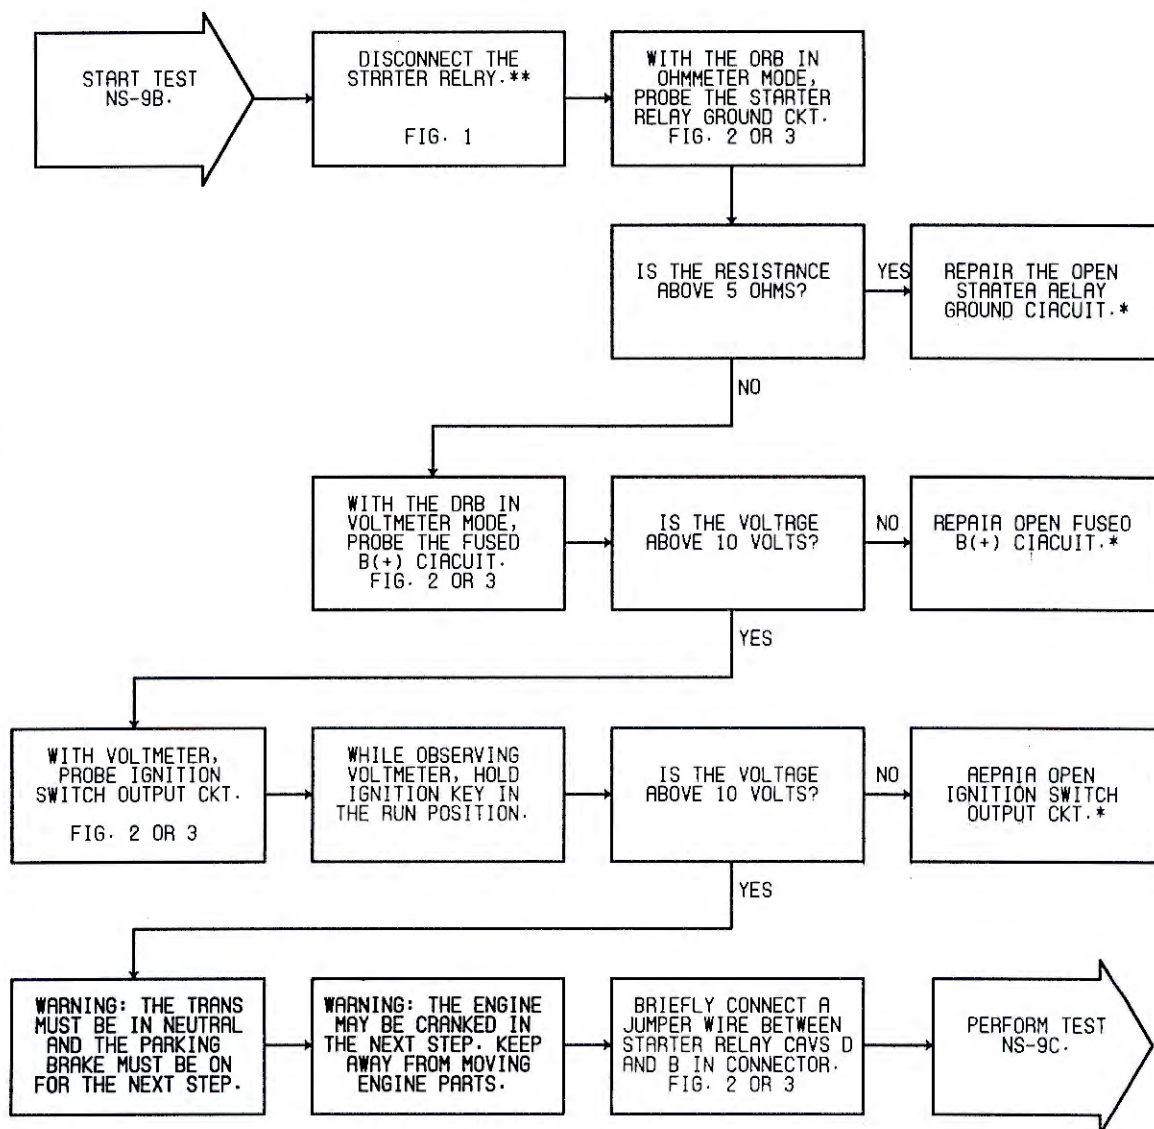 START TEST
NS-9B.
DISCONNECT THE
STARTER RELAY.**
FIG. 1
WITH THE DRB IN
OHMMETER MODE,
PROBE THE STARTER
RELAY GROUND CKT.
FIG. 2 OR 3
IS THE RESISTANCE
ABOVE 5 OHMS?
YES
REPAIR THE OPEN
STARTER RELAY
GROUND CIRCUIT.*
NO
WITH THE DRB IN
VOLTMETER MODE,
PROBE THE FUSED
B(+) CIRCUIT.
FIG. 2 OR 3
IS THE VOLTAGE
ABOVE 10 VOLTS?
NO
REPAIR OPEN FUSED
B(+) CIRCUIT.*
YES
WITH VOLTMETER,
PROBE IGNITION
SWITCH OUTPUT CKT.
FIG. 2 OR 3
WHILE OBSERVING
VOLTMETER, HOLD
IGNITION KEY IN
THE RUN POSITION.
IS THE VOLTAGE
ABOVE 10 VOLTS?
NO
REPAIR OPEN
IGNITION SWITCH
OUTPUT CKT.*
YES
WARNING: THE TRANS
MUST BE IN NEUTRAL
AND THE PARKING
BRAKE MUST BE ON
FOR THE NEXT STEP.
WARNING: THE ENGINE
MAY BE CRANKED IN
THE NEXT STEP. KEEP
AWAY FROM MOVING
ENGINE PARTS.
BRIEFLY CONNECT A
JUMPER WIRE BETWEEN
STARTER RELAY CAVS D
AND B IN CONNECTOR.
FIG. 2 OR 3
PERFORM TEST
NS-9C.